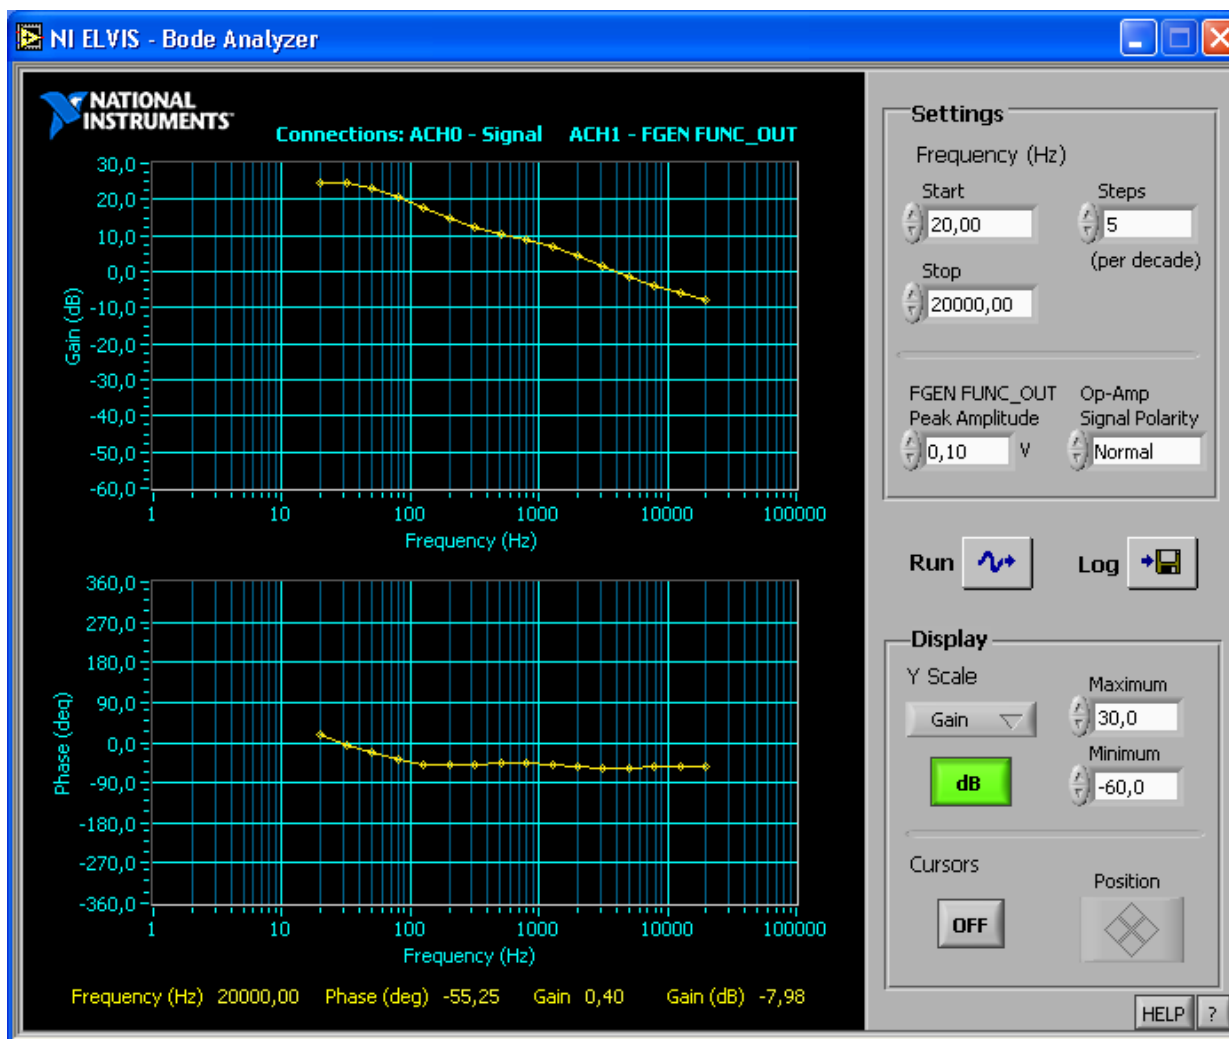 NI ELVIS - Bode Analyzer
NATIONAL
INSTRUMENTS
Connections: ACH0 - Signal ACH1 - FGEN FUNC_OUT
30,0
20,0
10,0
0,0
-10,0
-20,0
-30,0
-40,0
-50,0
-60,0
Gain (dB)
1 10 100 1000 10000 100000
Frequency (Hz)
360,0
270,0
180,0
90,0
0,0
-90,0
-180,0
-270,0
-360,0
Phase (deg)
1 10 100 1000 10000 100000
Frequency (Hz)
Frequency (Hz) 20000,00 Phase (deg) -55,25 Gain 0,40 Gain (dB) -7,98
Settings
Frequency (Hz)
Start Steps
20,00 5
(per decade)
Stop
20000,00
FGEN FUNC_OUT Op-Amp
Peak Amplitude Signal Polarity
0,10 V Normal
Run Log
Display
Y Scale Maximum
Gain 30,0
Minimum
dB -60,0
Cursors Position
OFF
HELP ?